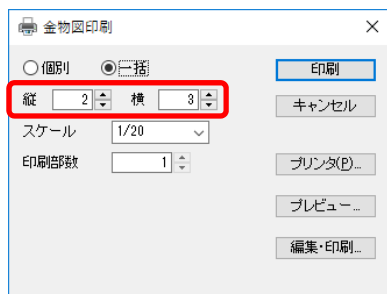 金物図印刷
個別 一括 印刷
縦 2 横 3 キャンセル
スケール 1/20
印刷部数 1 プリンタ(P)...
プレビュー...
編集・印刷...